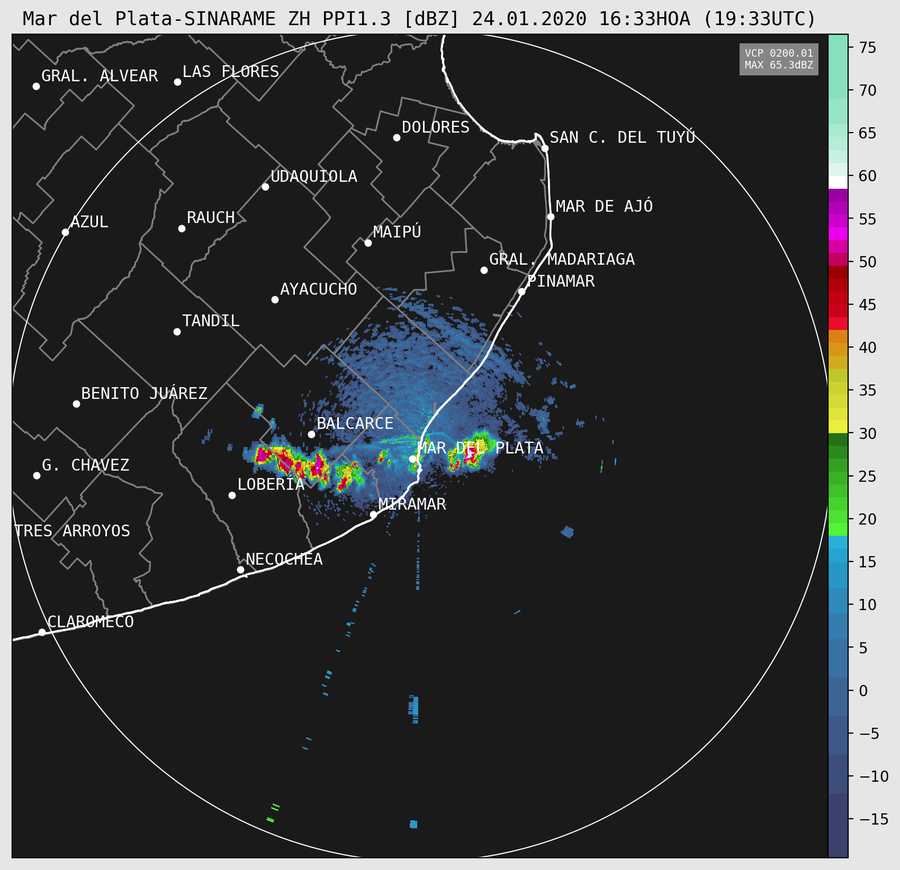 Mar del Plata-SINARAME ZH PPI1.3 [dBZ] 24.01.2020 16:33HOA (19:33UTC)
VCP 0200.01
MAX 65.3dBZ
GRAL. ALVEAR
LAS FLORES
DOLORES
SAN C. DEL TUYÚ
UDAQUIOLA
AZUL
RAUCH
MAR DE AJÓ
MAIPÚ
GRAL. MADARIAGA
PINAMAR
AYACUCHO
TANDIL
BENITO JUÁREZ
BALCARCE
MAR DEL PLATA
G. CHAVEZ
LOBERÍA
MIRAMAR
TRES ARROYOS
NECOCHEA
CLAROMECO
75
70
65
60
55
50
45
40
35
30
25
20
15
10
5
0
−5
−10
−15